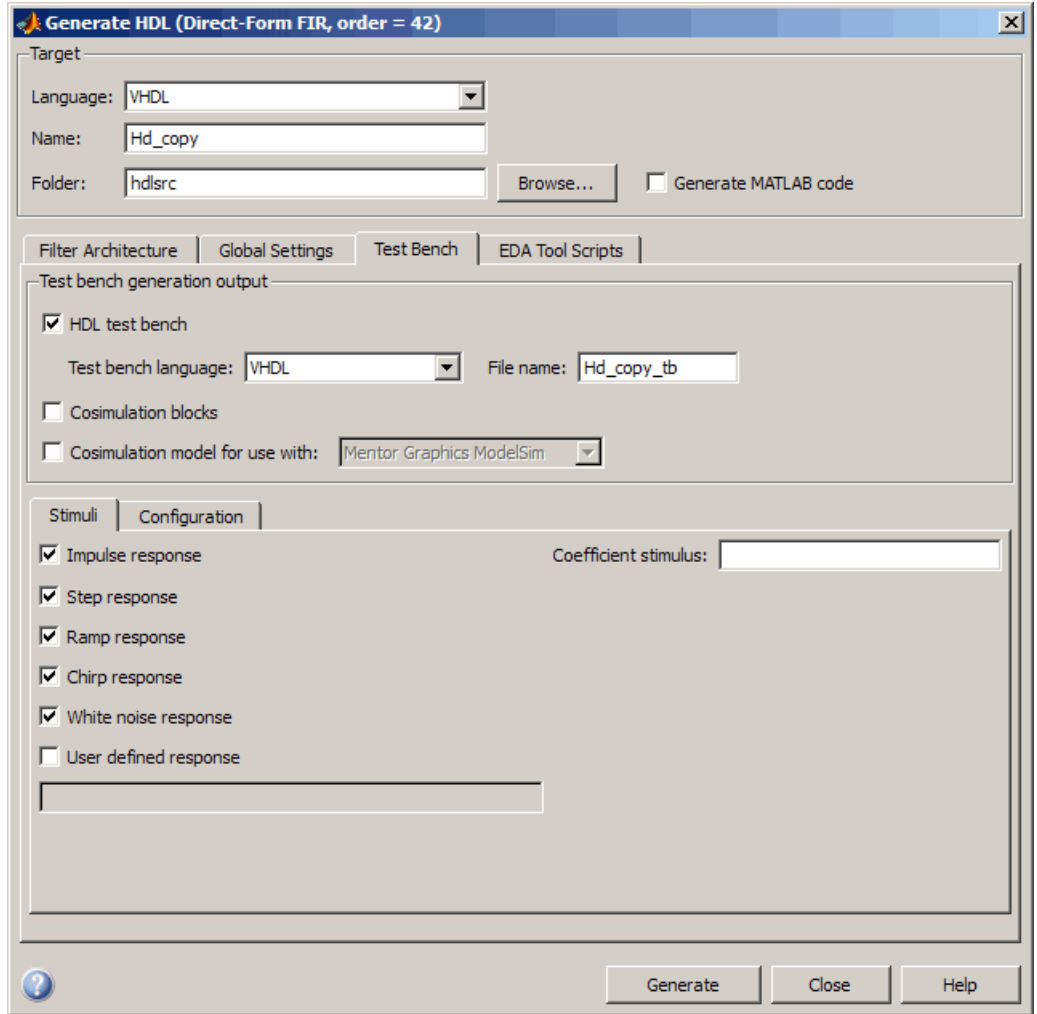 Generate HDL (Direct-Form FIR, order = 42)
Target
Language: VHDL
Name: Hd_copy
Folder: hdlsrc Browse... Generate MATLAB code
Filter Architecture Global Settings Test Bench EDA Tool Scripts
Test bench generation output
HDL test bench
Test bench language: VHDL File name: Hd_copy_tb
Cosimulation blocks
Cosimulation model for use with: Mentor Graphics ModelSim
Stimuli Configuration
Impulse response Coefficient stimulus:
Step response
Ramp response
Chirp response
White noise response
User defined response
? Generate Close Help